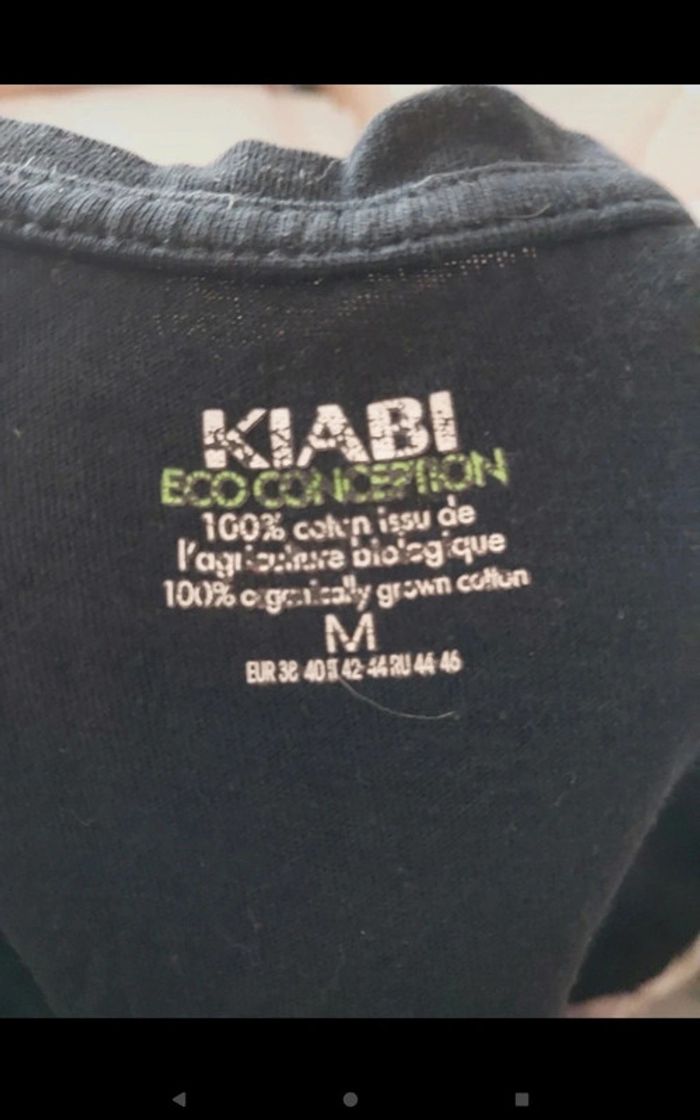 KIABI
ECO CONCEPTION
100% coton issu de
l'agriculture biologique
100% organically grown cotton
M
EUR 38 40 IT 42-44 RU 44-46